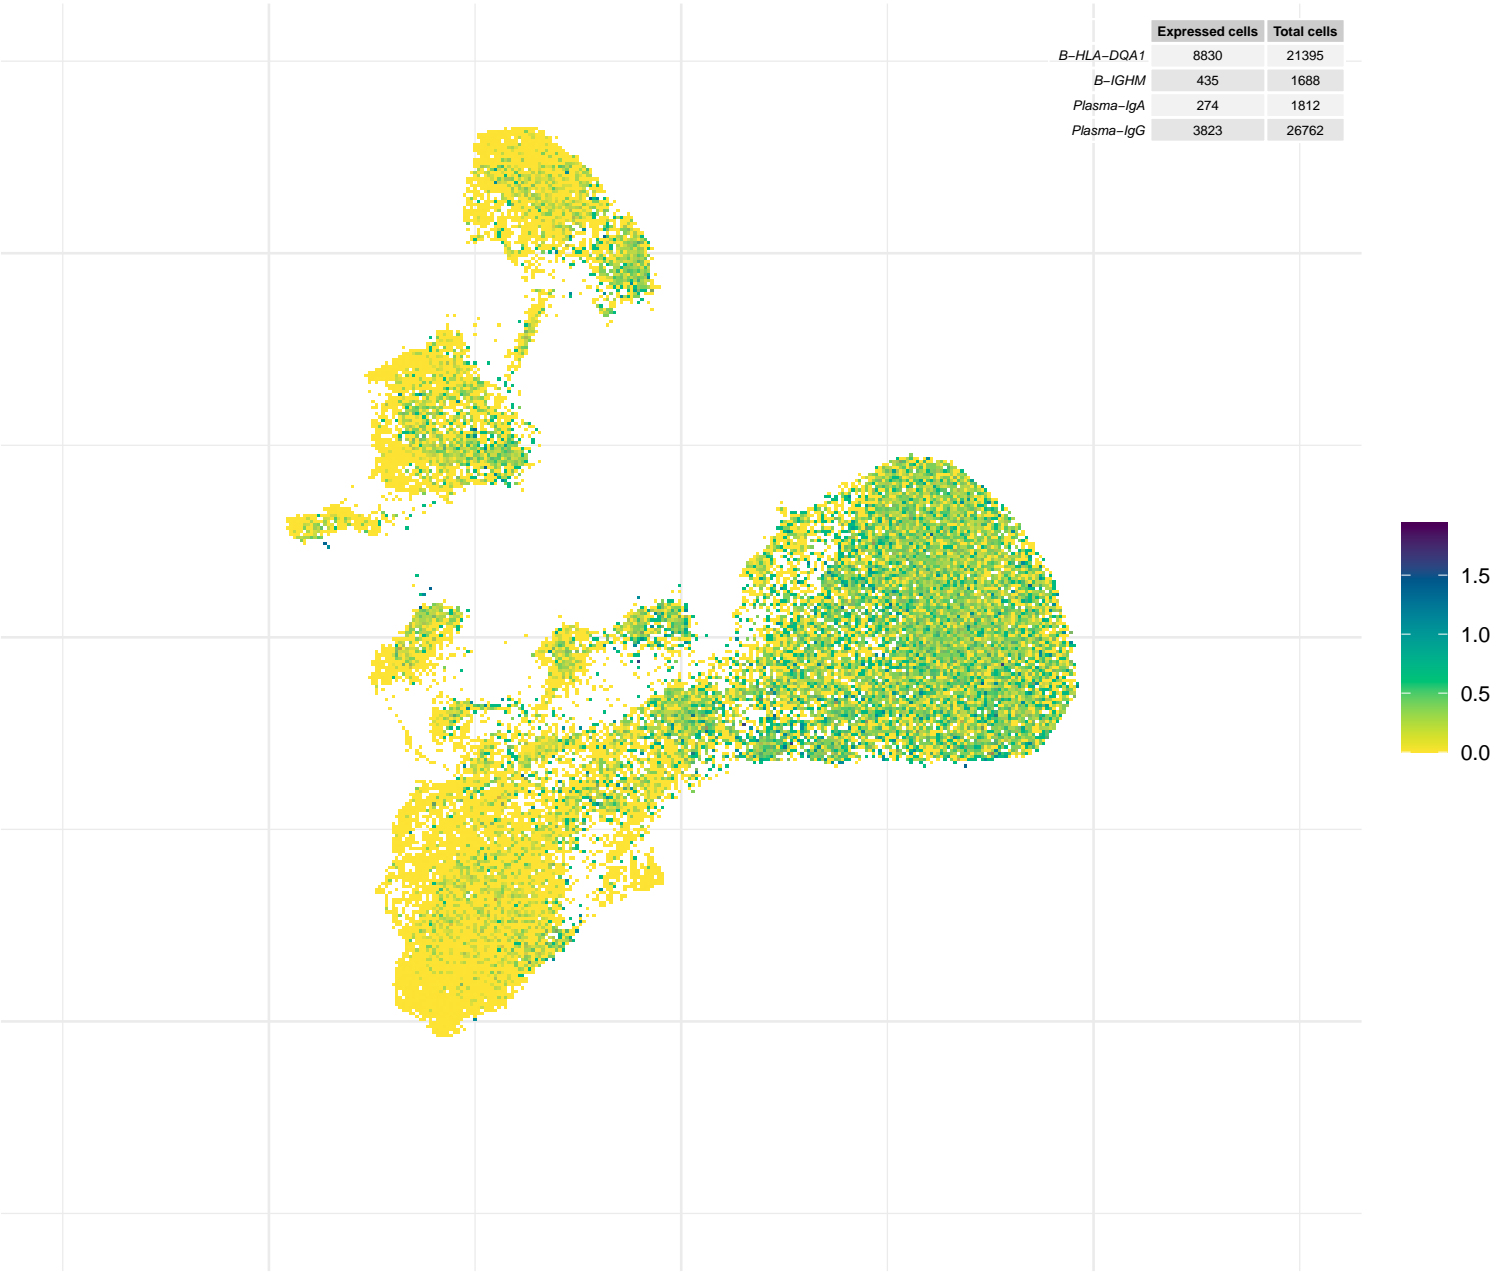 Expressed cells Total cells
B−HLA−DQA1 8830 21395
B−IGHM 435 1688
Plasma−IgA 274 1812
Plasma−IgG 3823 26762
1.5
1.0
0.5
0.0